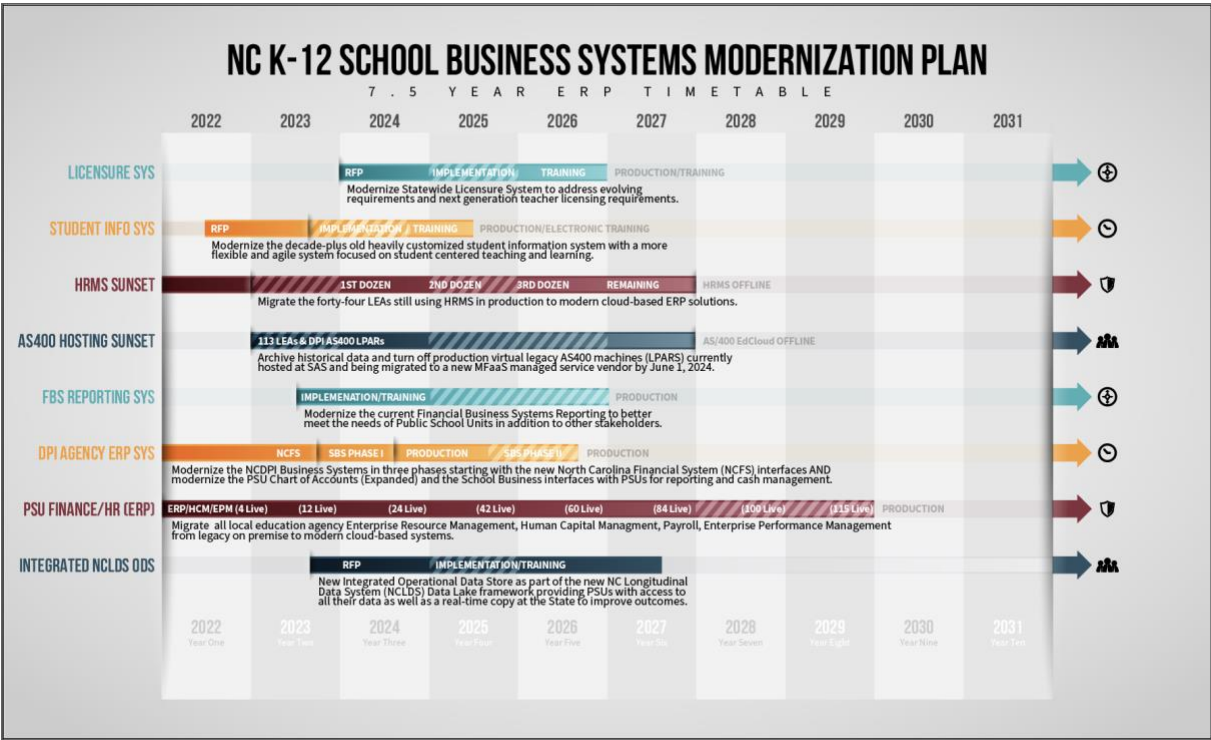 NC K-12 SCHOOL BUSINESS SYSTEMS MODERNIZATION PLAN
7.5 YEAR ERP TIMETABLE
2022 2023 2024 2025 2026 2027 2028 2029 2030 2031
LICENSURE SYS
RFP IMPLEMENTATION TRAINING PRODUCTION/TRAINING
Modernize Statewide Licensure System to address evolving
requirements and next generation teacher licensing requirements.
STUDENT INFO SYS
RFP IMPLEMENTATION / TRAINING PRODUCTION/ELECTRONIC TRAINING
Modernize the decade-plus old heavily customized student information system with a more
flexible and agile system focused on student centered teaching and learning.
HRMS SUNSET
1ST DOZEN 2ND DOZEN 3RD DOZEN REMAINING HRMS OFFLINE
Migrate the forty-four LEAs still using HRMS in production to modern cloud-based ERP solutions.
AS400 HOSTING SUNSET
113 LEAs & DPI AS400 LPARs AS/400 EdCloud OFFLINE
Archive historical data and turn off production virtual legacy AS400 machines (LPARS) currently
hosted at SAS and being migrated to a new MFaaS managed service vendor by June 1, 2024.
FBS REPORTING SYS
IMPLEMENATION/TRAINING PRODUCTION
Modernize the current Financial Business Systems Reporting to better
meet the needs of Public School Units in addition to other stakeholders.
DPI AGENCY ERP SYS
NCFS SBS PHASE I PRODUCTION SBS PHASE II PRODUCTION
Modernize the NCDPI Business Systems in three phases starting with the new North Carolina Financial System (NCFS) interfaces AND
modernize the PSU Chart of Accounts (Expanded) and the School Business interfaces with PSUs for reporting and cash management.
PSU FINANCE/HR (ERP)
ERP/HCM/EPM (4 Live) (12 Live) (24 Live) (42 Live) (60 Live) (84 Live) (100 Live) (115 Live) PRODUCTION
Migrate all local education agency Enterprise Resource Management, Human Capital Managment, Payroll, Enterprise Performance Management
from legacy on premise to modern cloud-based systems.
INTEGRATED NCLDS ODS
RFP IMPLEMENTATION/TRAINING
New Integrated Operational Data Store as part of the new NC Longitudinal
Data System (NCLDS) Data Lake framework providing PSUs with access to
all their data as well as a real-time copy at the State to improve outcomes.
2022 2023 2024 2025 2026 2027 2028 2029 2030 2031
Year One Year Two Year Three Year Four Year Five Year Six Year Seven Year Eight Year Nine Year Ten